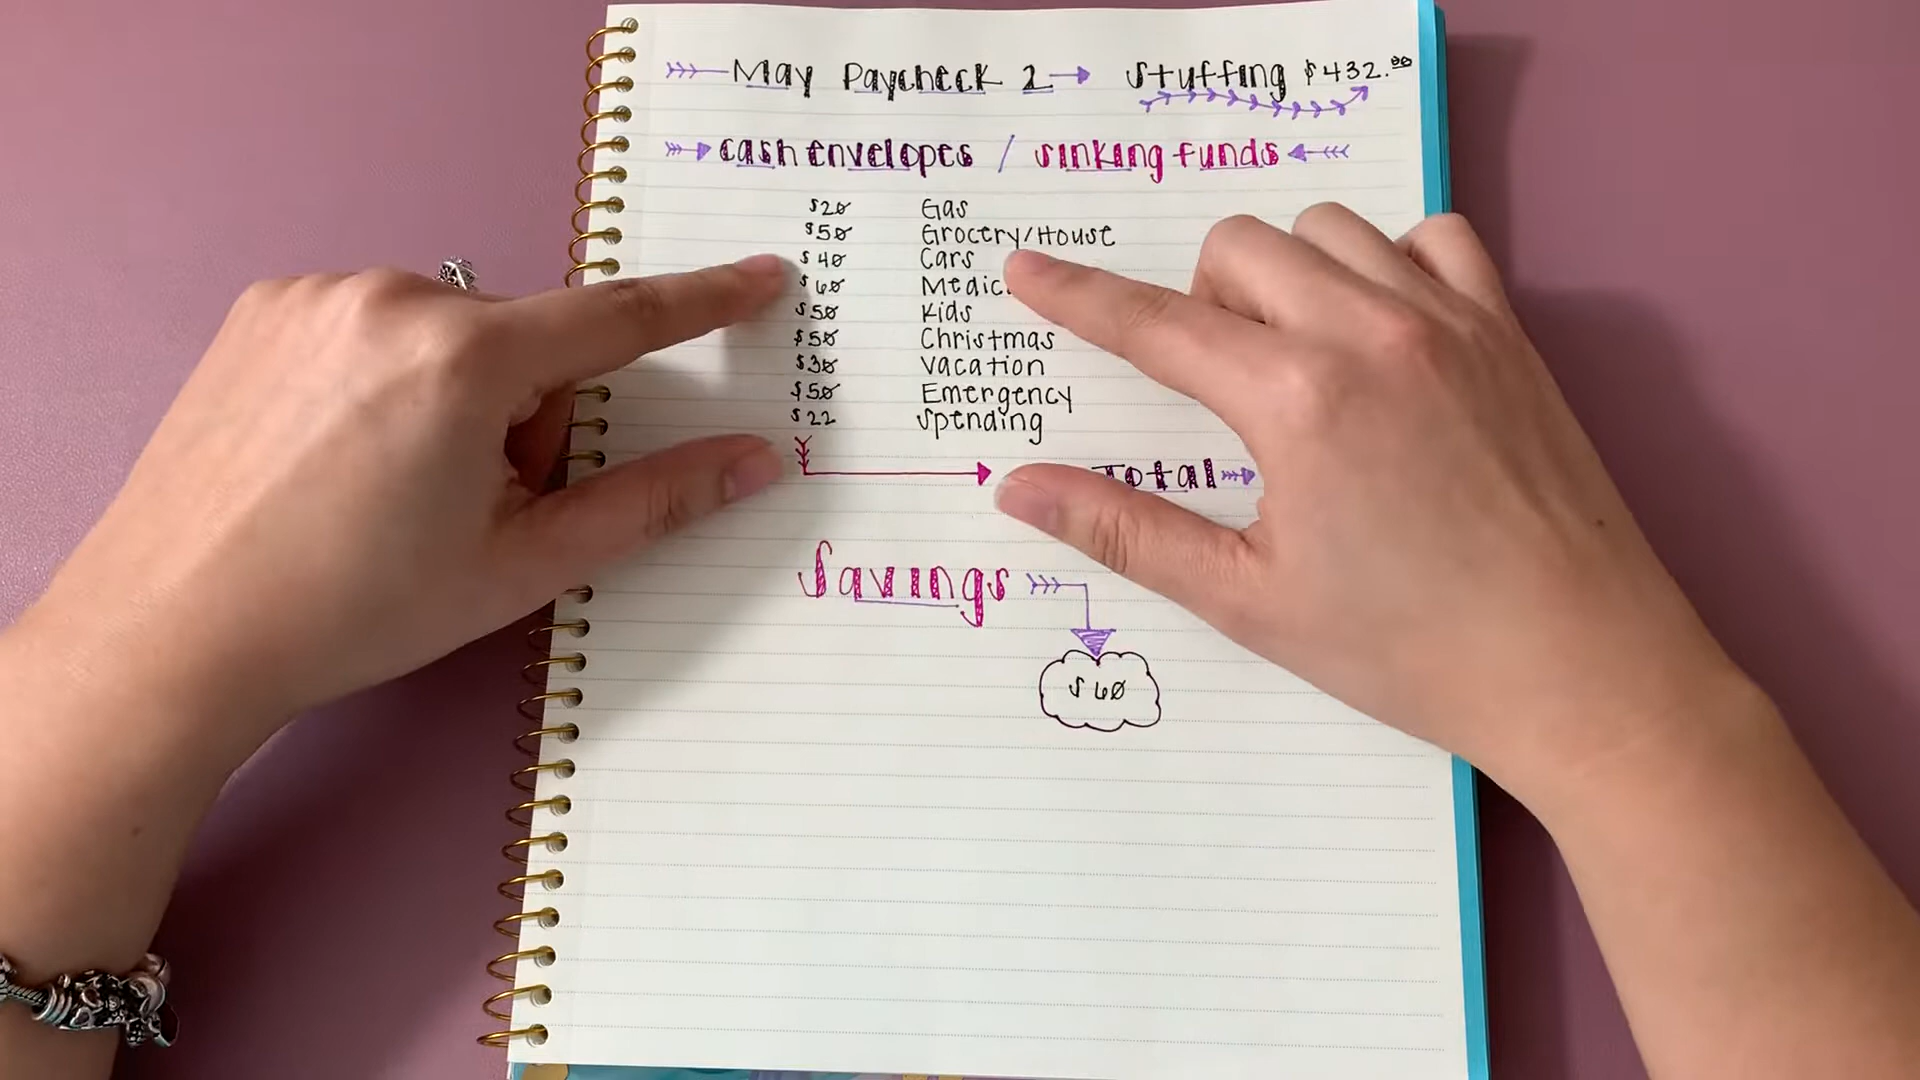 May Paycheck 2 Stuffing $432.00
cash envelopes / sinking funds
$20 Gas
$50 Grocery/House
$40 Cars
$60
$50 Kids
$50 Christmas
$30 Vacation
$50 Emergency
$22 Spending
Total
Savings
$60